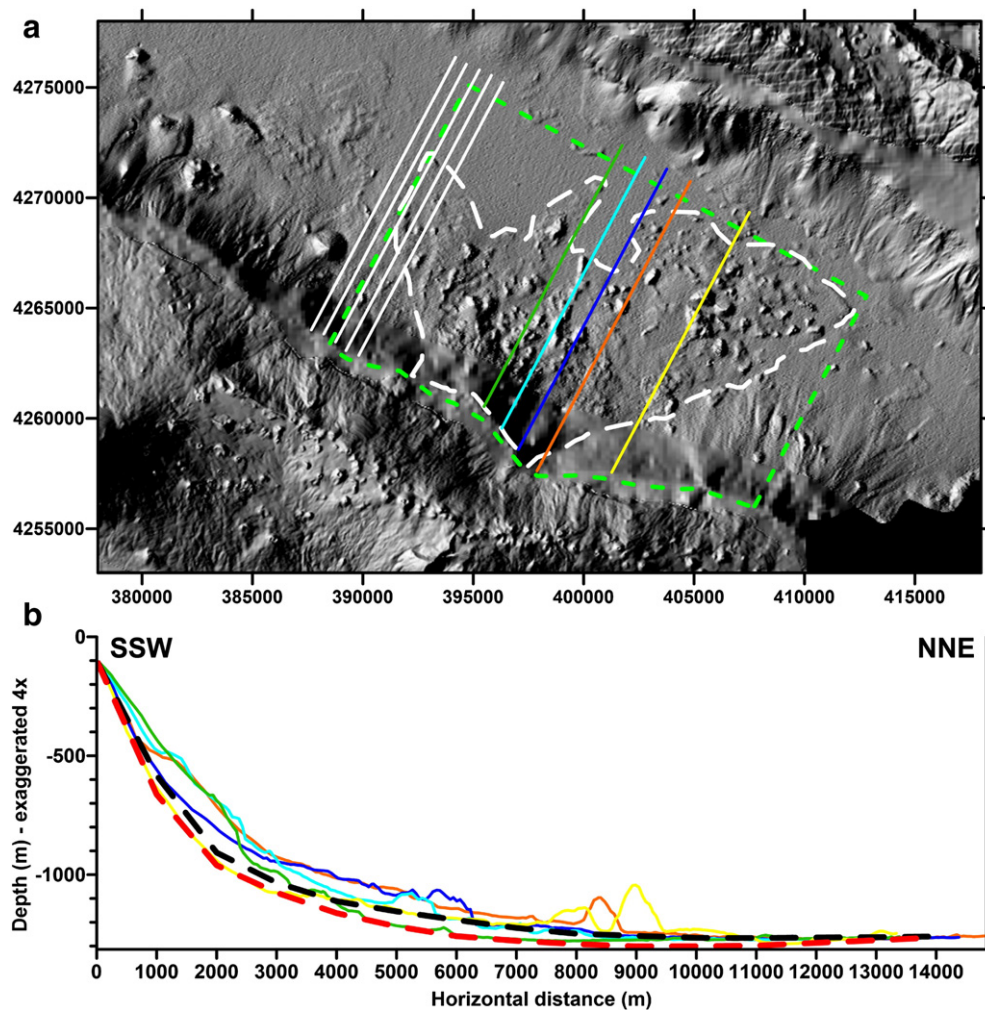 a
4275000
4270000
4265000
4260000
4255000
380000 385000 390000 395000 400000 405000 410000 415000
b
SSW NNE
0
-500
-1000
Depth (m) - exaggerated 4x
0 1000 2000 3000 4000 5000 6000 7000 8000 9000 10000 11000 12000 13000 14000
Horizontal distance (m)